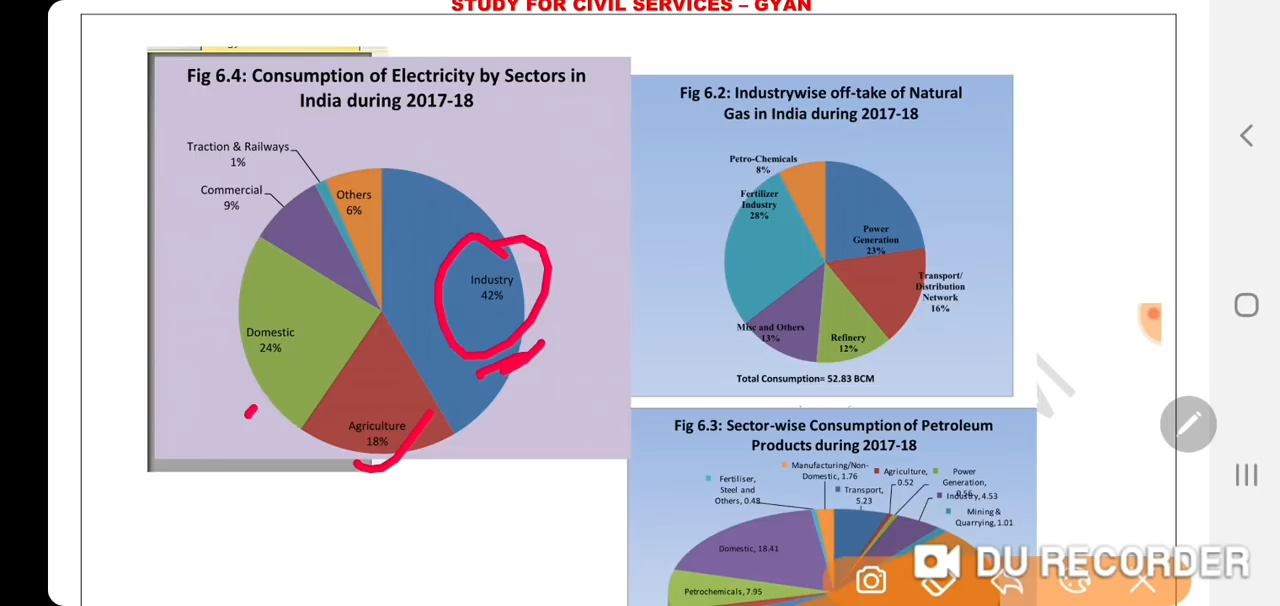 STUDY FOR CIVIL SERVICES – GYAN
Fig 6.4: Consumption of Electricity by Sectors in
India during 2017-18
Traction & Railways
1%
Commercial
9%
Others
6%
Industry
42%
Domestic
24%
Agriculture
18%
Fig 6.2: Industrywise off-take of Natural
Gas in India during 2017-18
Petro-Chemicals
8%
Fertilizer
Industry
28%
Power
Generation
23%
Transport/
Distribution
Network
16%
Misc and Others
13%
Refinery
12%
Total Consumption= 52.83 BCM
Fig 6.3: Sector-wise Consumption of Petroleum
Products during 2017-18
Manufacturing/Non-
Domestic, 1.76
Agriculture,
0.52
Power
Generation,
Fertiliser,
Steel and
Others, 0.48
Transport,
5.23
Industry, 4.53
Mining &
Quarrying, 1.01
Domestic, 18.41
Petrochemicals, 7.95
DU RECORDER